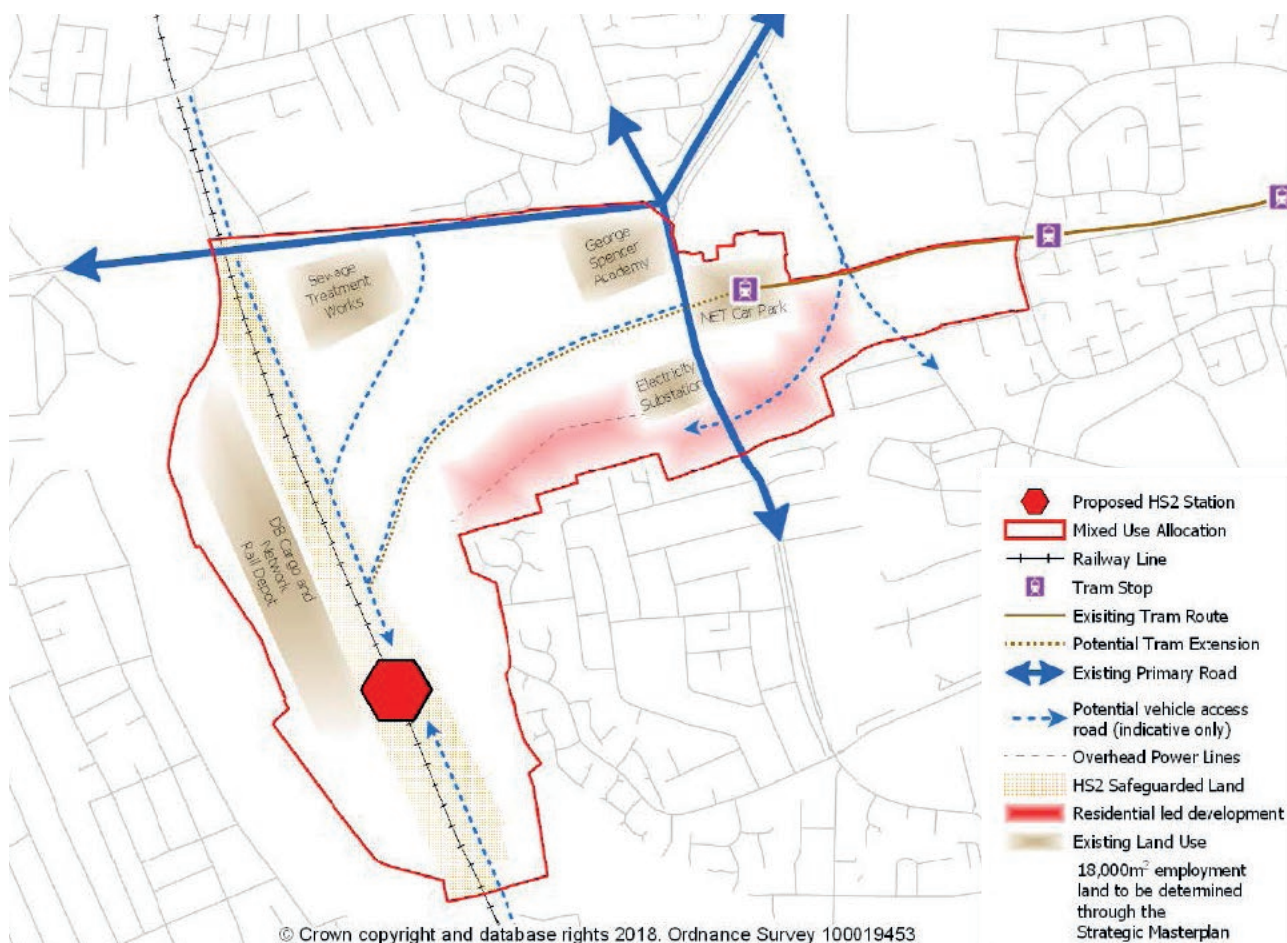 George
Spencer
Academy
Sewage
Treatment
Works
NET Car Park
Electricity
Substation
DB Cargo and
Network
Rail Depot
Proposed HS2 Station
Mixed Use Allocation
Railway Line
Tram Stop
Exisiting Tram Route
Potential Tram Extension
Existing Primary Road
Potential vehicle access
road (indicative only)
Overhead Power Lines
HS2 Safeguarded Land
Residential led development
Existing Land Use
18,000m² employment
land to be determined
through the
Strategic Masterplan
© Crown copyright and database rights 2018. Ordnance Survey 100019453